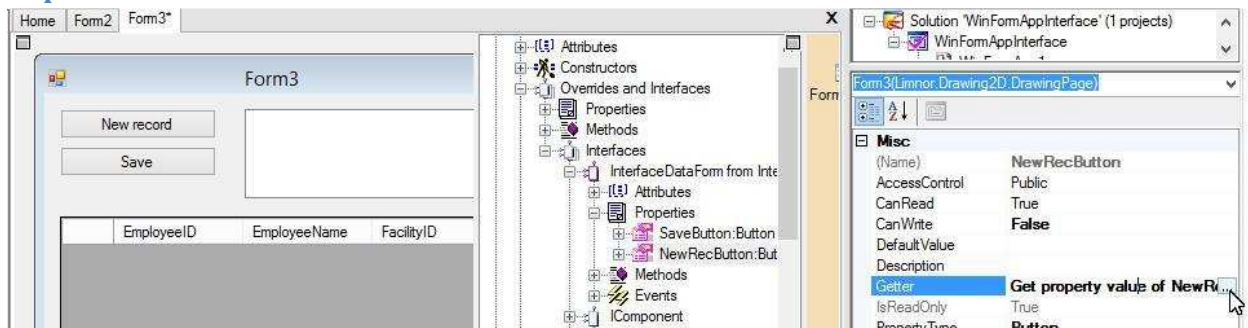 Home Form2 Form3* X
Form3
New record
Save
EmployeeID EmployeeName FacilityID
Attributes
Constructors
Overrides and Interfaces
Properties
Methods
Interfaces
InterfaceDataForm from Inte
Attributes
Properties
SaveButton:Button
NewRecButton:But
Methods
Events
IComponent
Form
Solution 'WinFormAppInterface' (1 projects)
WinFormAppInterface
Form3(Limnor.Drawing2D.DrawingPage)
Misc
(Name) NewRecButton
AccessControl Public
CanRead True
CanWrite False
DefaultValue
Description
Getter Get property value of NewRe ...
IsReadOnly True
PropertyType Button